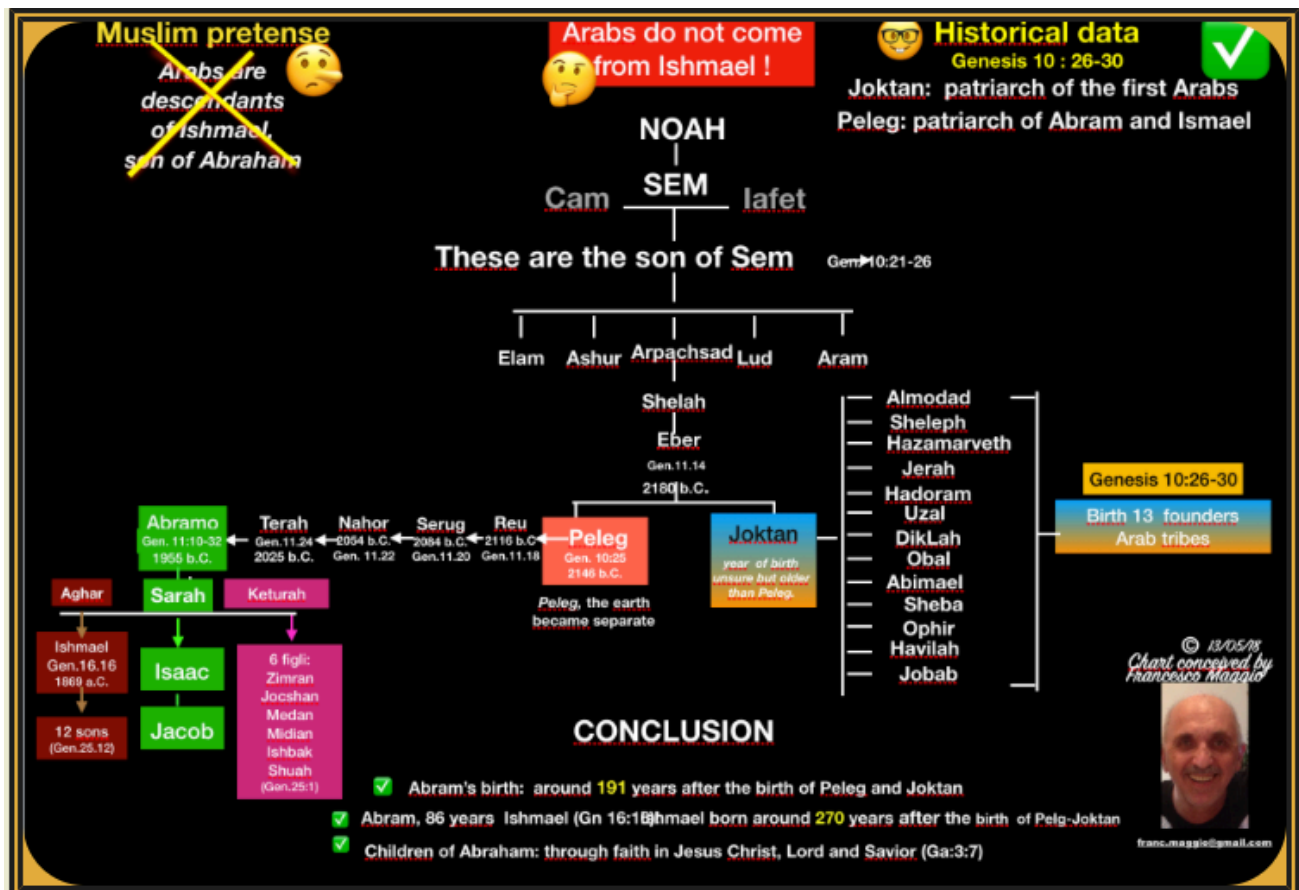 Muslim pretense
Arabs are
descendants
of Ishmael,
son of Abraham
Arabs do not come
from Ishmael !
Historical data
Genesis 10 : 26-30
Joktan: patriarch of the first Arabs
Peleg: patriarch of Abram and Ismael
NOAH
SEM
Cam
Iafet
These are the son of Sem
Gen. 10:21-26
Elam
Ashur
Arpachsad
Lud
Aram
Shelah
Eber
Gen.11.14
2180 b.C.
Almodad
Sheleph
Hazamarveth
Jerah
Hadoram
Uzal
DikLah
Obal
Abimael
Sheba
Ophir
Havilah
Jobab
Genesis 10:26-30
Birth 13 founders
Arab tribes
Abramo
Gen. 11:10-32
1955 b.C.
Terah
Gen.11.24
2025 b.C.
Nahor
2054 b.C.
Gen. 11.22
Serug
2084 b.C.
Gen.11.20
Reu
2116 b.C
Gen.11.18
Peleg
Gen. 10:25
2146 b.C.
Peleg, the earth
became separate
Joktan
year of birth
unsure but older
than Peleg.
Aghar
Sarah
Keturah
Ishmael
Gen.16.16
1869 a.C.
12 sons
(Gen.25.12)
Isaac
Jacob
6 figli:
Zimran
Jocshan
Medan
Midian
Ishbak
Shuah
(Gen.25:1)
© 13/05/18
Chart conceived by
Francesco Maggio
franc.maggio@gmail.com
CONCLUSION
Abram's birth: around 191 years after the birth of Peleg and Joktan
Abram, 86 years Ishmael (Gn 16:16) Ishmael born around 270 years after the birth of Pelg-Joktan
Children of Abraham: through faith in Jesus Christ, Lord and Savior (Ga:3:7)